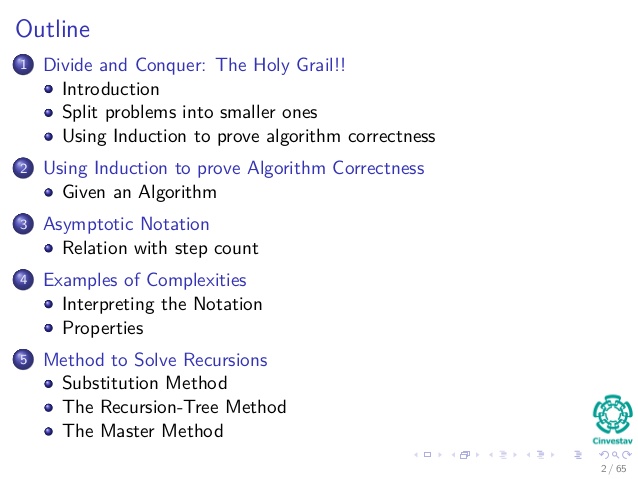 Outline
1 Divide and Conquer: The Holy Grail!!
Introduction
Split problems into smaller ones
Using Induction to prove algorithm correctness
2 Using Induction to prove Algorithm Correctness
Given an Algorithm
3 Asymptotic Notation
Relation with step count
4 Examples of Complexities
Interpreting the Notation
Properties
5 Method to Solve Recursions
Substitution Method
The Recursion-Tree Method
The Master Method
Cinvestav
2 / 65